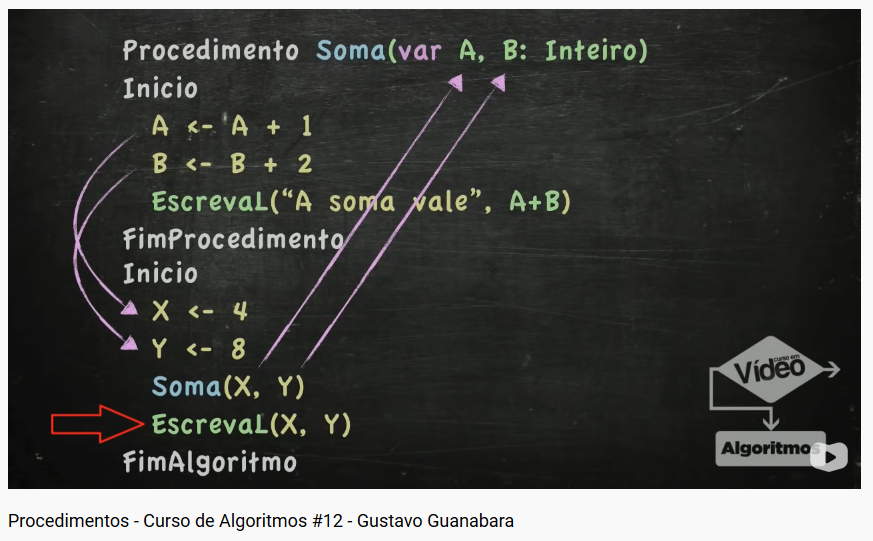 Procedimento Soma(var A, B: Inteiro)
Inicio
A <- A + 1
B <- B + 2
EscrevaL(“A soma vale”, A+B)
FimProcedimento
Inicio
X <- 4
Y <- 8
Soma(X, Y)
EscrevaL(X, Y)
FimAlgoritmo
curso em
Vídeo
Algoritmos
Procedimentos - Curso de Algoritmos #12 - Gustavo Guanabara